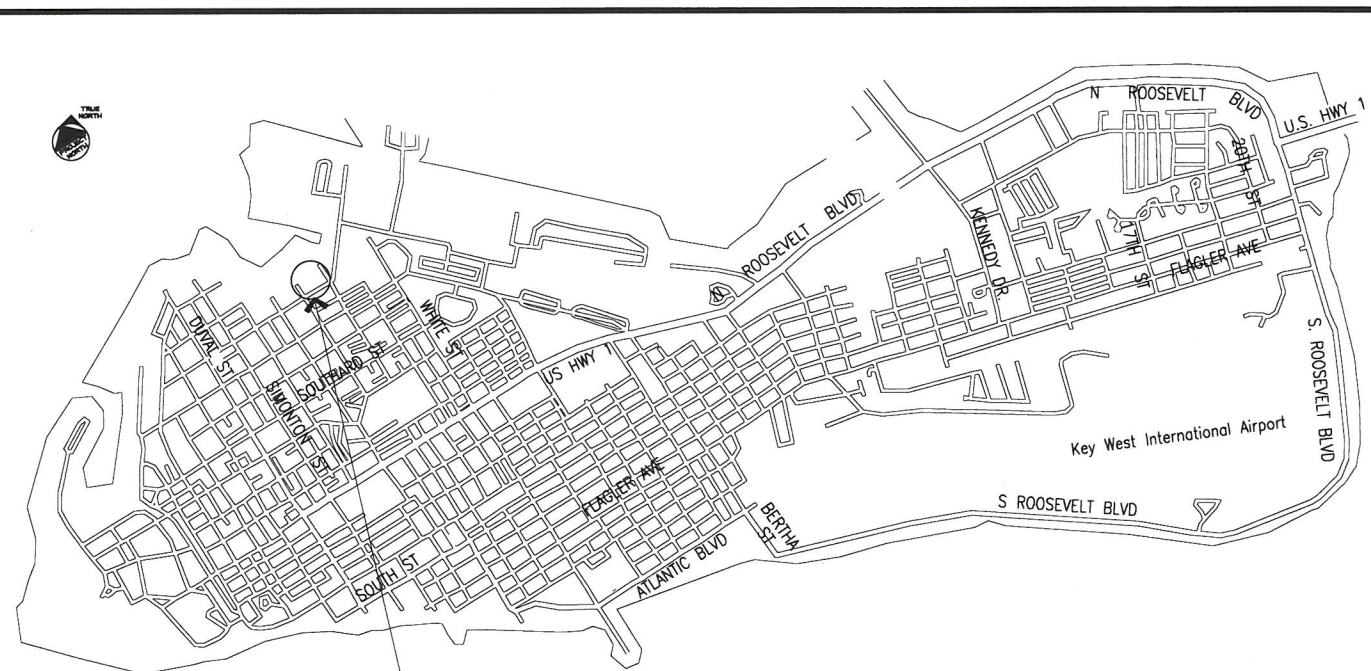 TRUE
NORTH
PROJECT
NORTH
N ROOSEVELT BLVD
U.S. HWY 1
20TH ST
KENNEDY DR.
17TH ST
FLAGLER AVE
N ROOSEVELT BLVD
WHITE ST
DUVAL ST
SOUTHARD ST
SIMONTON ST
US HWY 1
S. ROOSEVELT BLVD
Key West International Airport
FLAGLER AVE
S ROOSEVELT BLVD
BERTHA
ST
ATLANTIC BLVD
SOUTH ST